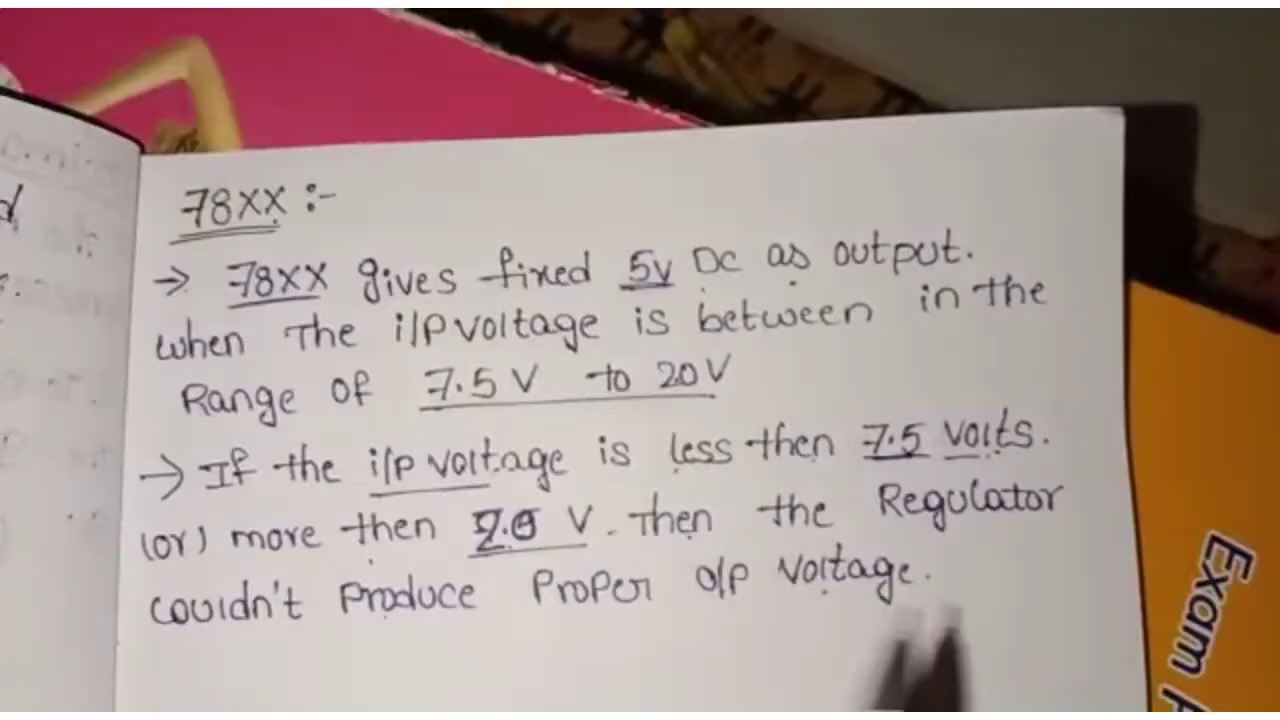 78XX :-
→ 78XX gives fixed 5V DC as output.
when The i/p voltage is between in the
Range of 7.5 V to 20 V
→ If the i/p voltage is less then 7.5 volts.
(or) more then V. Then the Regulator
couldn't produce Proper o/p voltage.
Exam